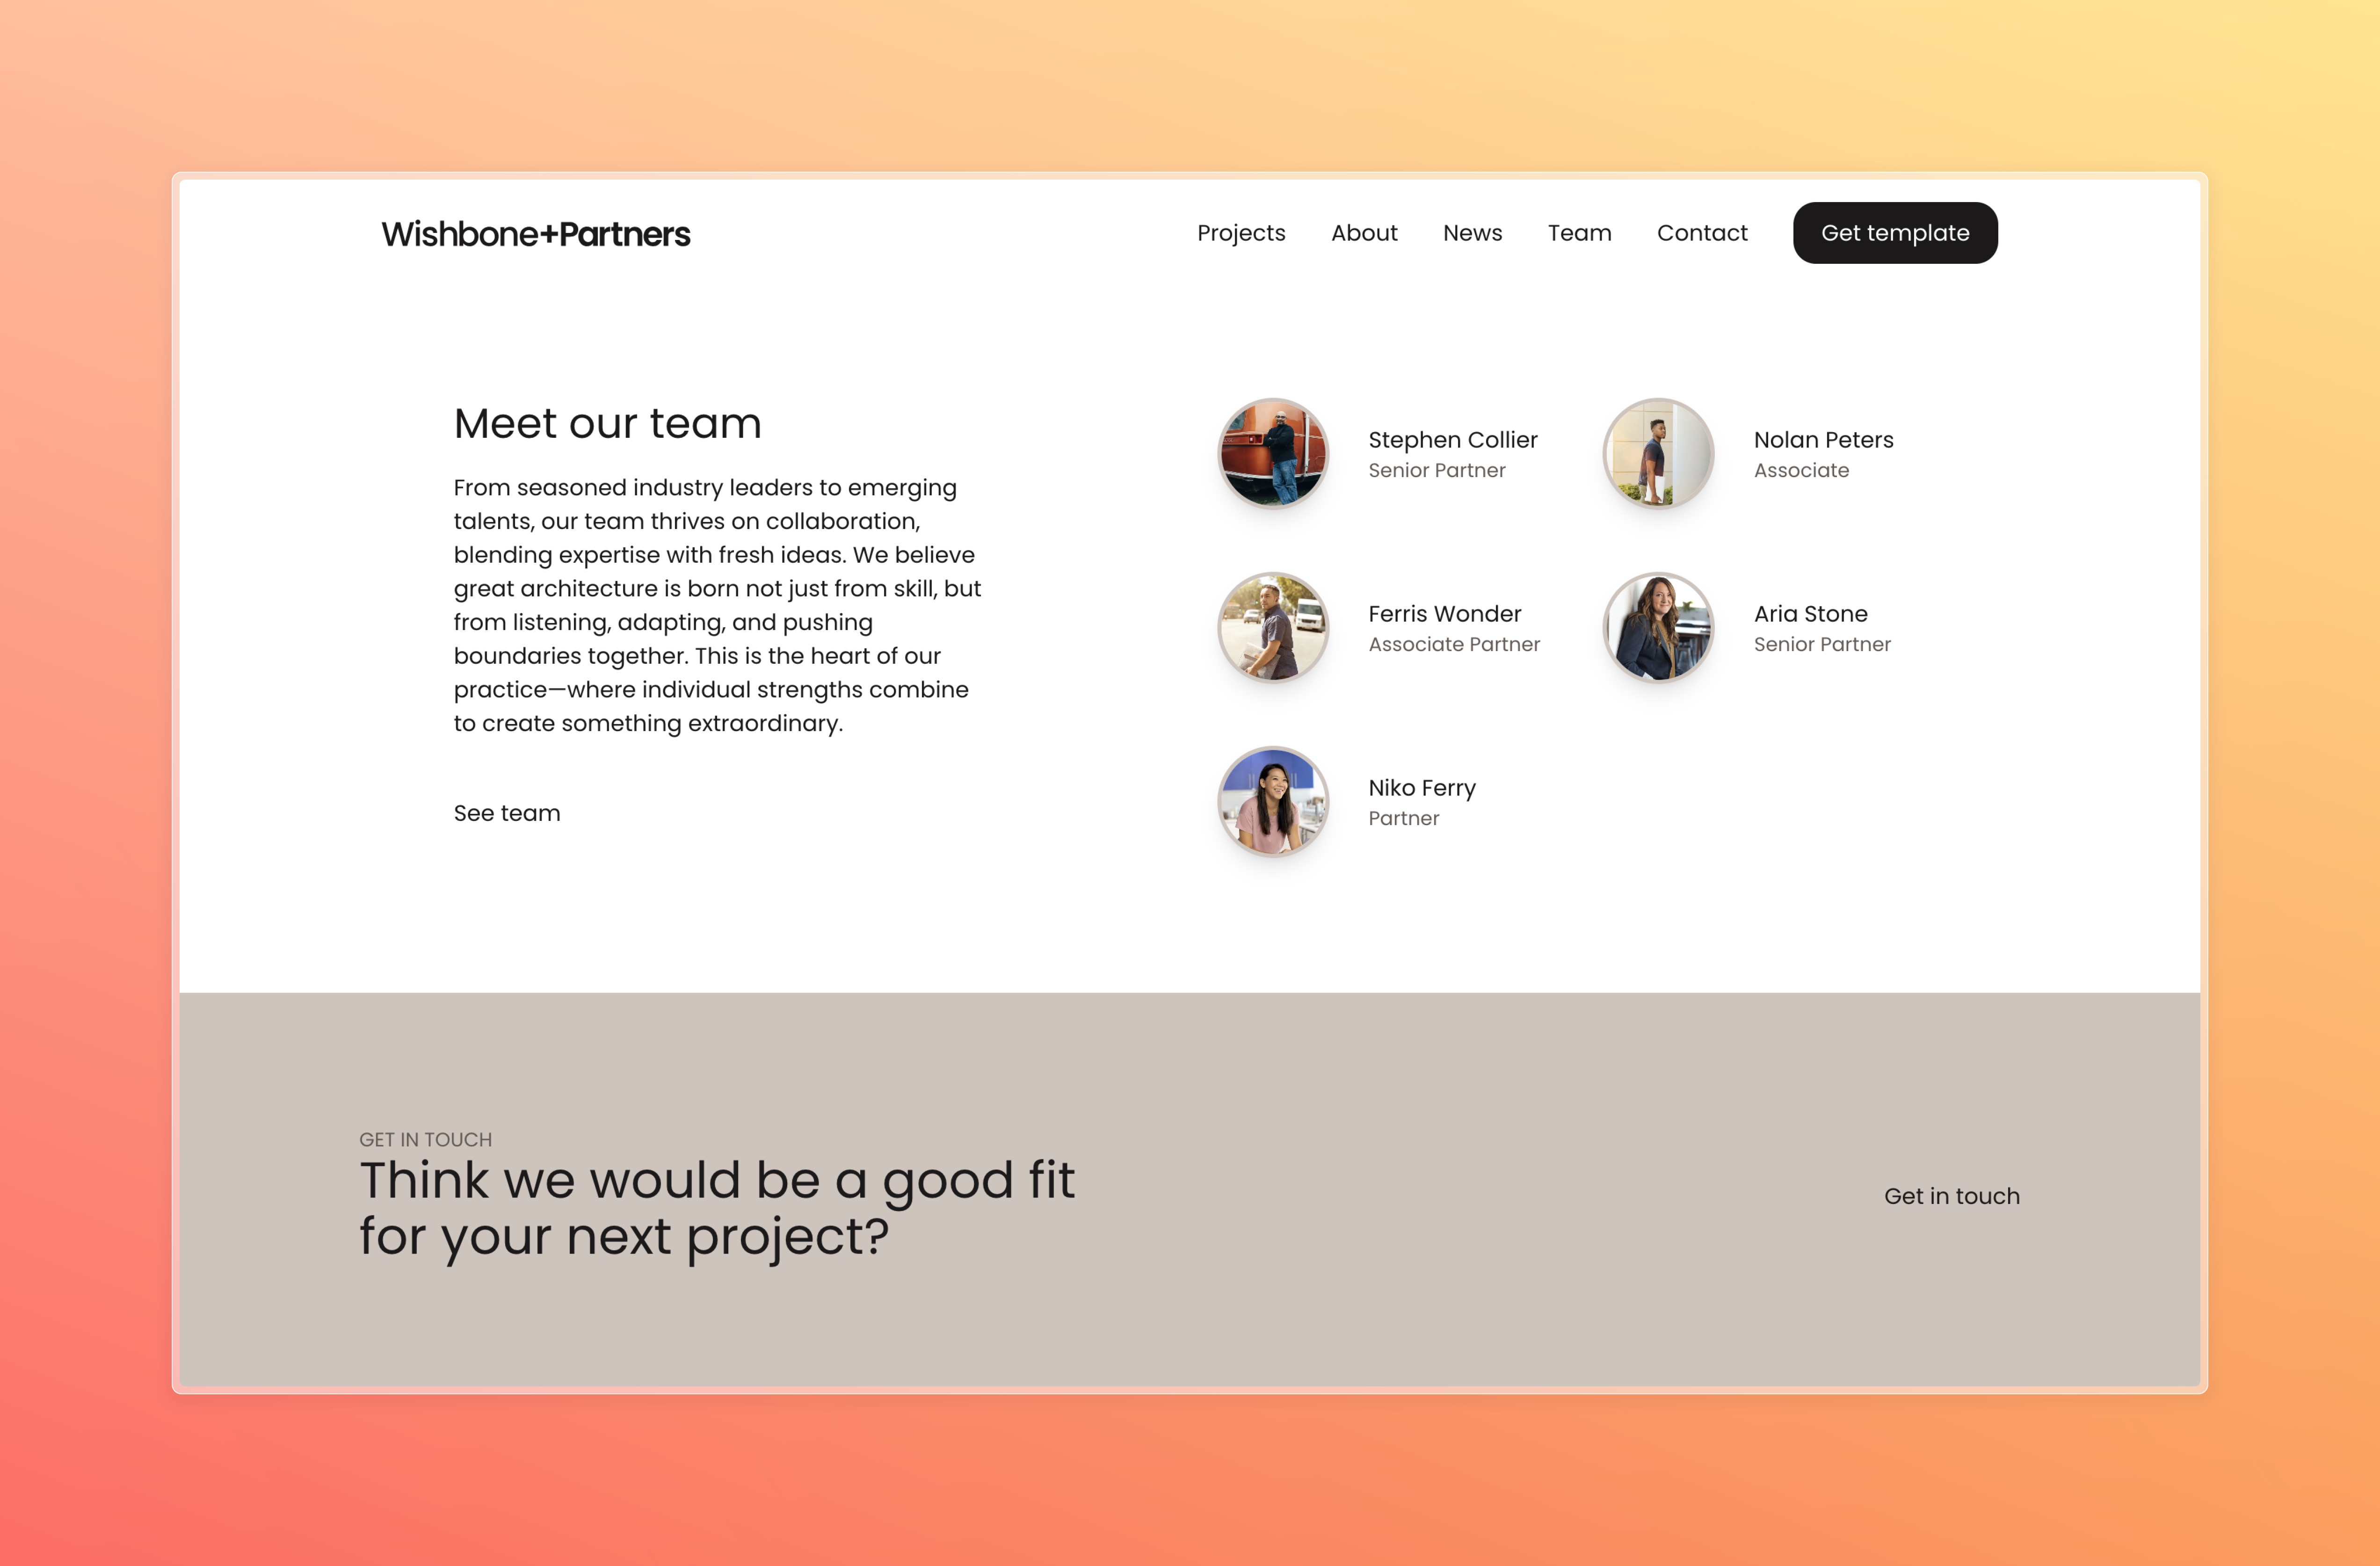 Wishbone+Partners
Projects About News Team Contact Get template
Meet our team
From seasoned industry leaders to emerging
talents, our team thrives on collaboration,
blending expertise with fresh ideas. We believe
great architecture is born not just from skill, but
from listening, adapting, and pushing
boundaries together. This is the heart of our
practice—where individual strengths combine
to create something extraordinary.
See team
Stephen Collier
Senior Partner
Nolan Peters
Associate
Ferris Wonder
Associate Partner
Aria Stone
Senior Partner
Niko Ferry
Partner
GET IN TOUCH
Think we would be a good fit
for your next project?
Get in touch